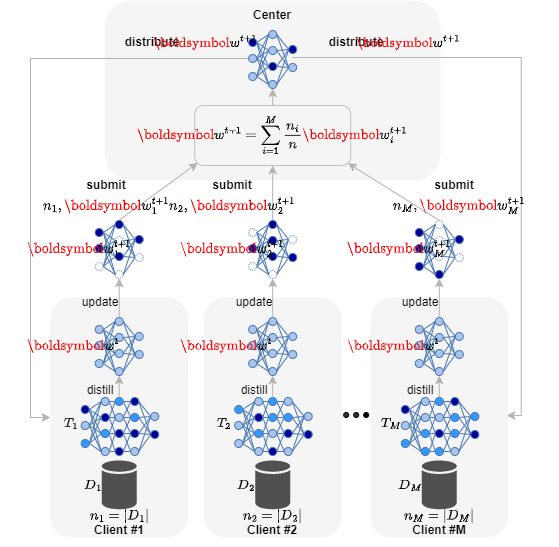 Center
distribute \boldsymbol w^{t+1}
distribute \boldsymbol w^{t+1}
\boldsymbol w^{t+1} = \sum_{i=1}^{M} \frac{n_i}{n} \boldsymbol w_i^{t+1}
submit
submit
submit
n_1, \boldsymbol w_1^{t+1}
n_2, \boldsymbol w_2^{t+1}
n_M, \boldsymbol w_M^{t+1}
\boldsymbol w_1^{t+1}
\boldsymbol w_2^{t+1}
\boldsymbol w_M^{t+1}
update
update
update
\boldsymbol w^t
\boldsymbol w^t
\boldsymbol w^t
distill
distill
distill
T_1
T_2
T_M
D_1
D_2
D_M
n_1 = |D_1|
n_2 = |D_2|
n_M = |D_M|
Client #1
Client #2
Client #M